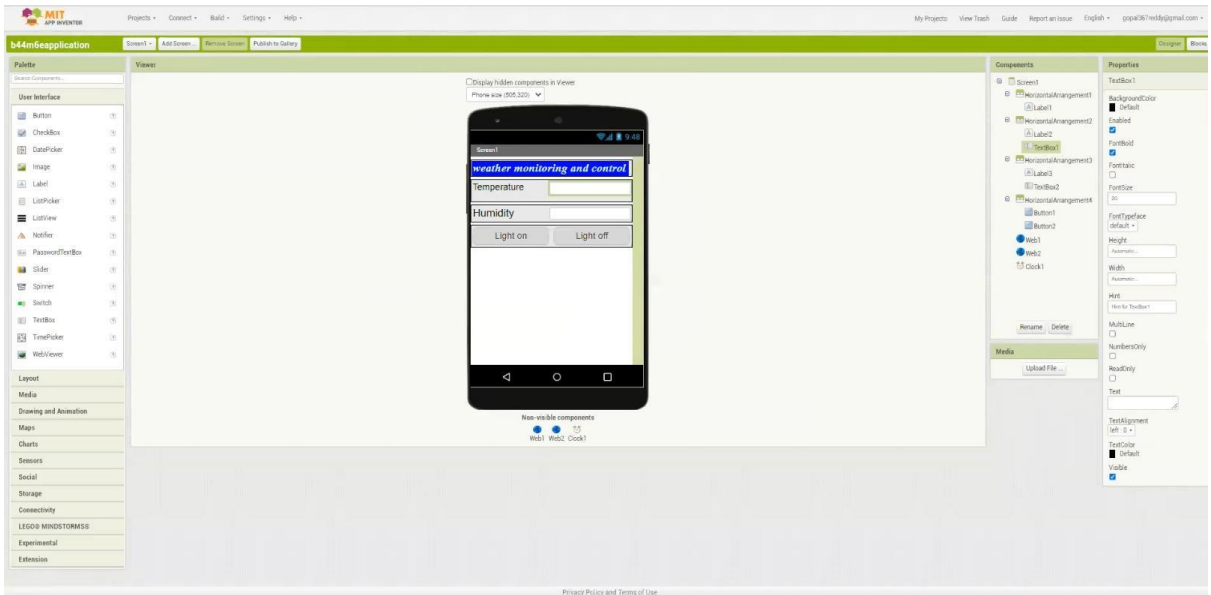 MIT
APP INVENTOR
Projects Connect Build Settings Help
My Projects View Trash Guide Report an Issue English gopal367reddy@gmail.com
b44m6eapplication
Screen1 Add Screen ... Remove Screen Publish to Gallery
Designer Blocks
Palette
Search Components...
User Interface
Button
CheckBox
DatePicker
Image
Label
ListPicker
ListView
Notifier
PasswordTextBox
Slider
Spinner
Switch
TextBox
TimePicker
WebViewer
Layout
Media
Drawing and Animation
Maps
Charts
Sensors
Social
Storage
Connectivity
LEGO® MINDSTORMS®
Experimental
Extension
Viewer
Display hidden components in Viewer
Phone size (505,320)
9:48
Screen1
weather monitoring and control
Temperature
Humidity
Light on Light off
Non-visible components
Web1 Web2 Clock1
Components
Screen1
HorizontalArrangement1
Label1
HorizontalArrangement2
Label2
TextBox1
HorizontalArrangement3
Label3
TextBox2
HorizontalArrangement4
Button1
Button2
Web1
Web2
Clock1
Rename Delete
Media
Upload File ...
Properties
TextBox1
BackgroundColor
Default
Enabled
FontBold
FontItalic
FontSize
20
FontTypeface
default
Height
Automatic...
Width
Automatic...
Hint
Hint for TextBox1
MultiLine
NumbersOnly
ReadOnly
Text
TextAlignment
left : 0
TextColor
Default
Visible
Privacy Policy and Terms of Use